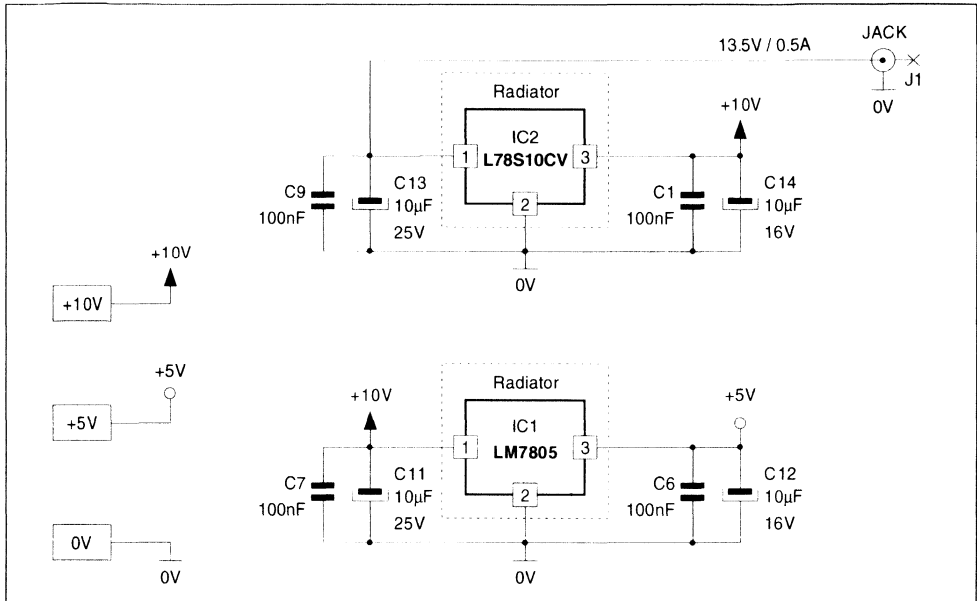 JACK
13.5V / 0.5A
J1
0V
Radiator
+10V
IC2
1
L78S10CV
3
2
C9
100nF
C13
10µF
25V
C1
100nF
C14
10µF
16V
0V
+10V
+10V
+5V
+5V
0V
0V
Radiator
+10V
+5V
IC1
1
LM7805
3
2
C7
100nF
C11
10µF
25V
C6
100nF
C12
10µF
16V
0V